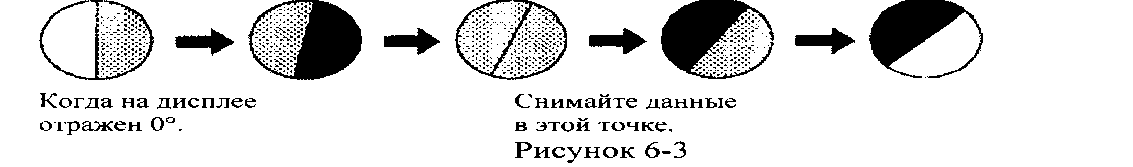 Когда на дисплее
отражен 0°.
Снимайте данные
в этой точке.
Рисунок 6-3